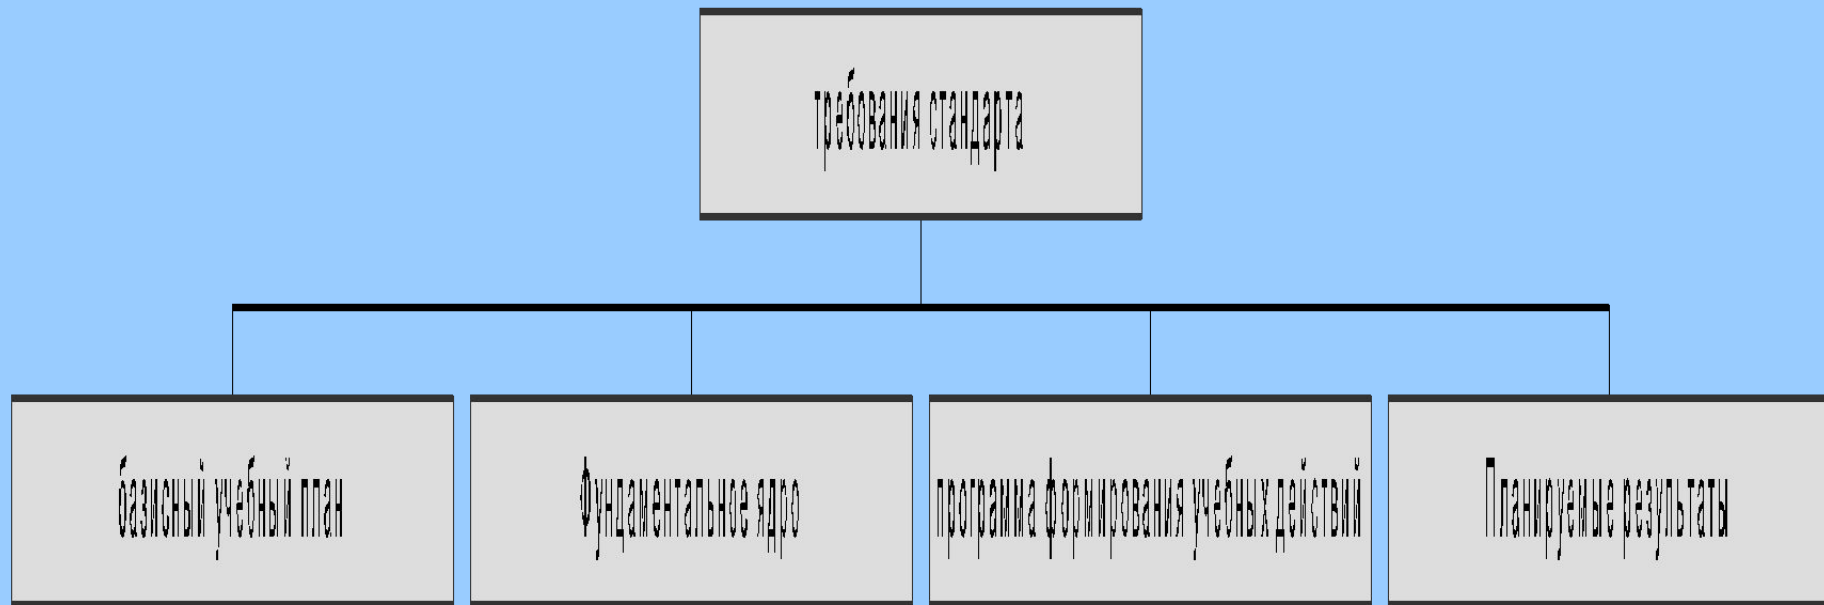 требования стандарта
базисный учебный план
Фундаментальное ядро
программа формирования учебных действий
Планируемые результаты